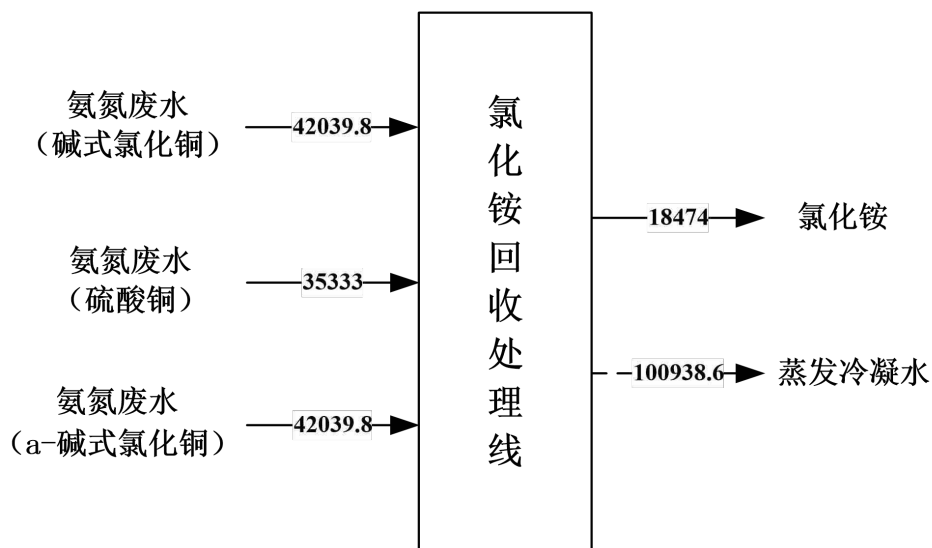 氨氮废水
（碱式氯化铜）
42039.8
氨氮废水
（硫酸铜）
35333
氨氮废水
（a-碱式氯化铜）
42039.8
氯化铵回收处理线
18474
氯化铵
100938.6
蒸发冷凝水